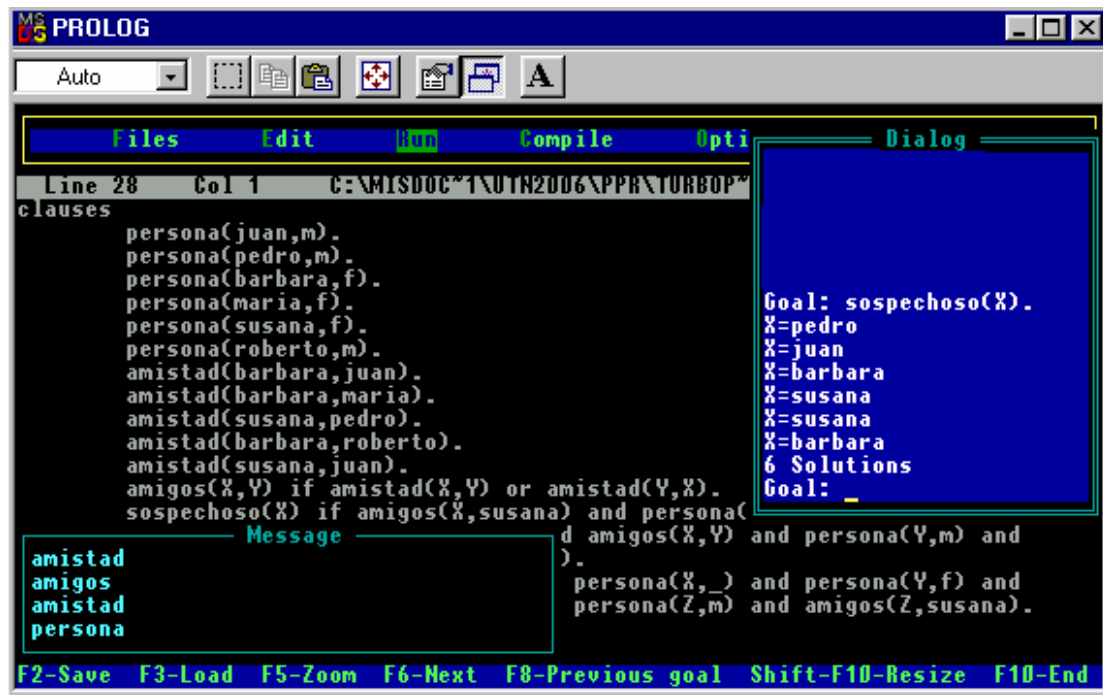 PROLOG
Auto
A
Files Edit Run Compile Opti
Line 28 Col 1 C:\MISDOC~1\UTN2006\PPR\TURBOP~
clauses
persona(juan,m).
persona(pedro,m).
persona(barbara,f).
persona(maria,f).
persona(susana,f).
persona(roberto,m).
amistad(barbara,juan).
amistad(barbara,maria).
amistad(susana,pedro).
amistad(barbara,roberto).
amistad(susana,juan).
amigos(X,Y) if amistad(X,Y) or amistad(Y,X).
sospechoso(X) if amigos(X,susana) and persona(
d amigos(X,Y) and persona(Y,m) and
).
persona(X,_) and persona(Y,f) and
persona(Z,m) and amigos(Z,susana).
Message
amistad
amigos
amistad
persona
Dialog
Goal: sospechoso(X).
X=pedro
X=juan
X=barbara
X=susana
X=susana
X=barbara
6 Solutions
Goal: _
F2-Save F3-Load F5-Zoom F6-Next F8-Previous goal Shift-F10-Resize F10-End